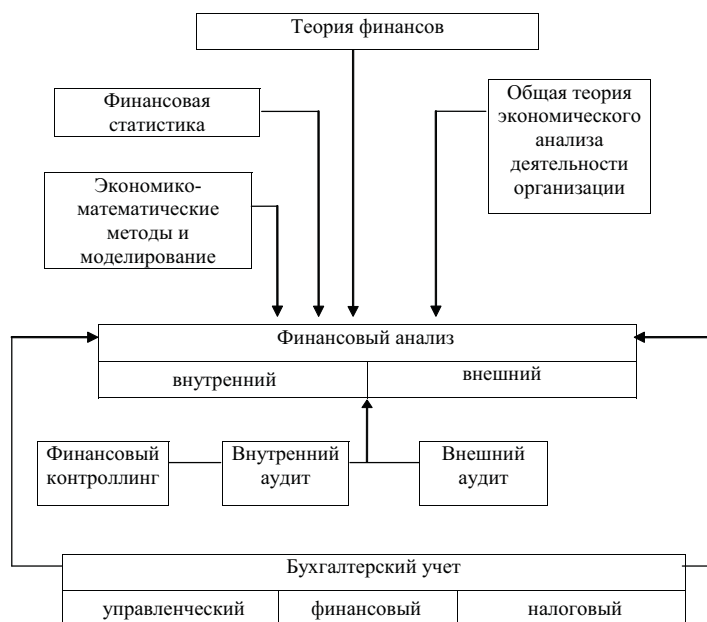 Теория финансов
Финансовая
статистика
Общая теория
экономического
анализа
деятельности
организации
Экономико-
математические
методы и
моделирование
Финансовый анализ
внутренний
внешний
Финансовый
контроллинг
Внутренний
аудит
Внешний
аудит
Бухгалтерский учет
управленческий
финансовый
налоговый